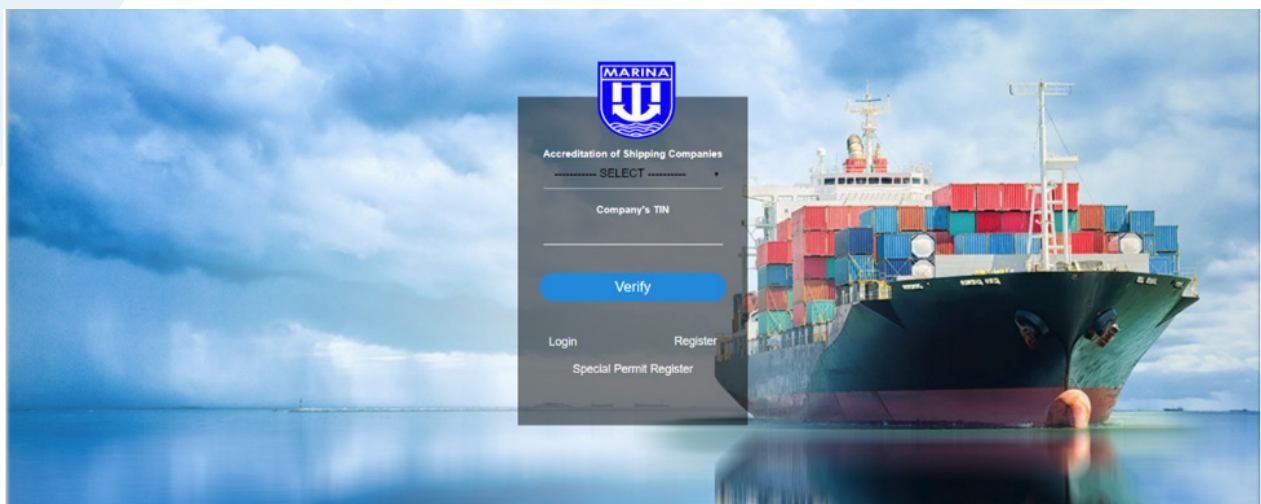 MARINA
Accreditation of Shipping Companies
----------- SELECT ----------
Company's TIN
Verify
Login Register
Special Permit Register